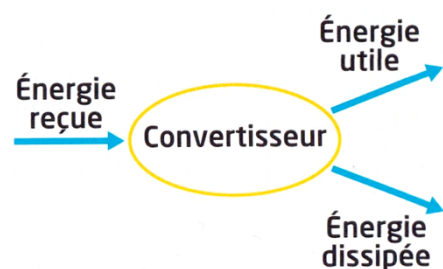 Énergie
reçue
Convertisseur
Énergie
utile
Énergie
dissipée